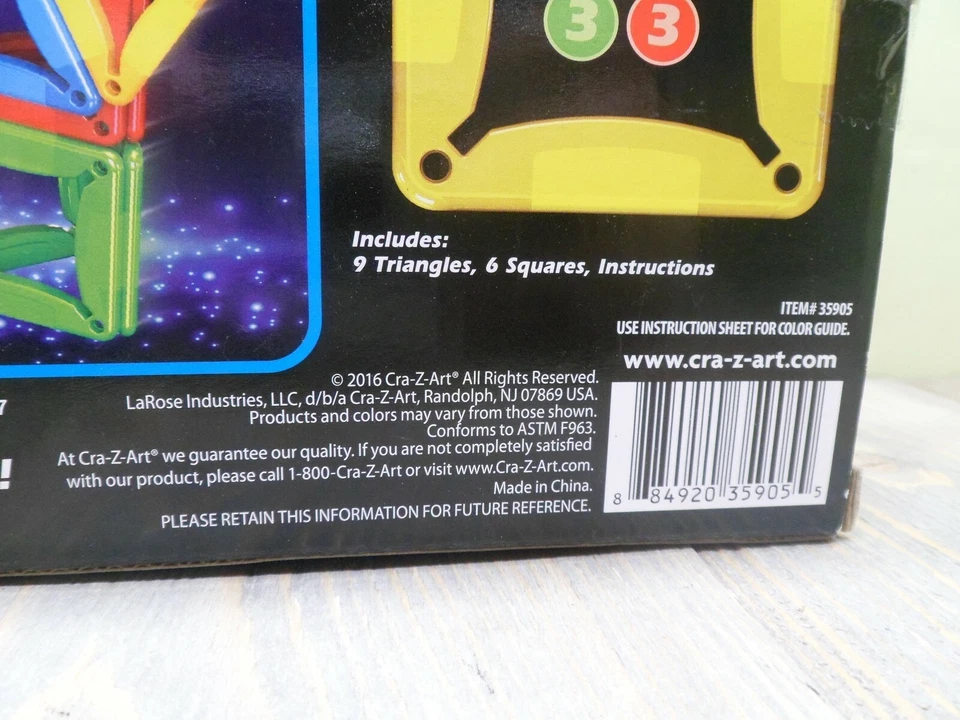 3 3
Includes:
9 Triangles, 6 Squares, Instructions
ITEM# 35905
USE INSTRUCTION SHEET FOR COLOR GUIDE.
www.cra-z-art.com
© 2016 Cra-Z-Art® All Rights Reserved.
LaRose Industries, LLC, d/b/a Cra-Z-Art, Randolph, NJ 07869 USA.
Products and colors may vary from those shown.
Conforms to ASTM F963.
At Cra-Z-Art® we guarantee our quality. If you are not completely satisfied
with our product, please call 1-800-Cra-Z-Art or visit www.Cra-Z-Art.com.
Made in China.
PLEASE RETAIN THIS INFORMATION FOR FUTURE REFERENCE.
8 84920 35905 5
7
!